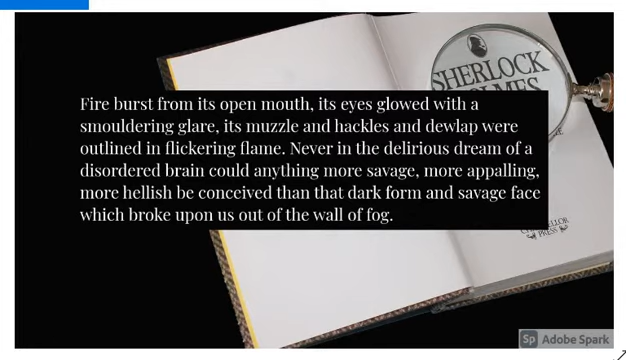 SHERLOCK
HOLMES
Fire burst from its open mouth, its eyes glowed with a
smouldering glare, its muzzle and hackles and dewlap were
outlined in flickering flame. Never in the delirious dream of a
disordered brain could anything more savage, more appalling,
more hellish be conceived than that dark form and savage face
which broke upon us out of the wall of fog.
PRESS
Sp Adobe Spark